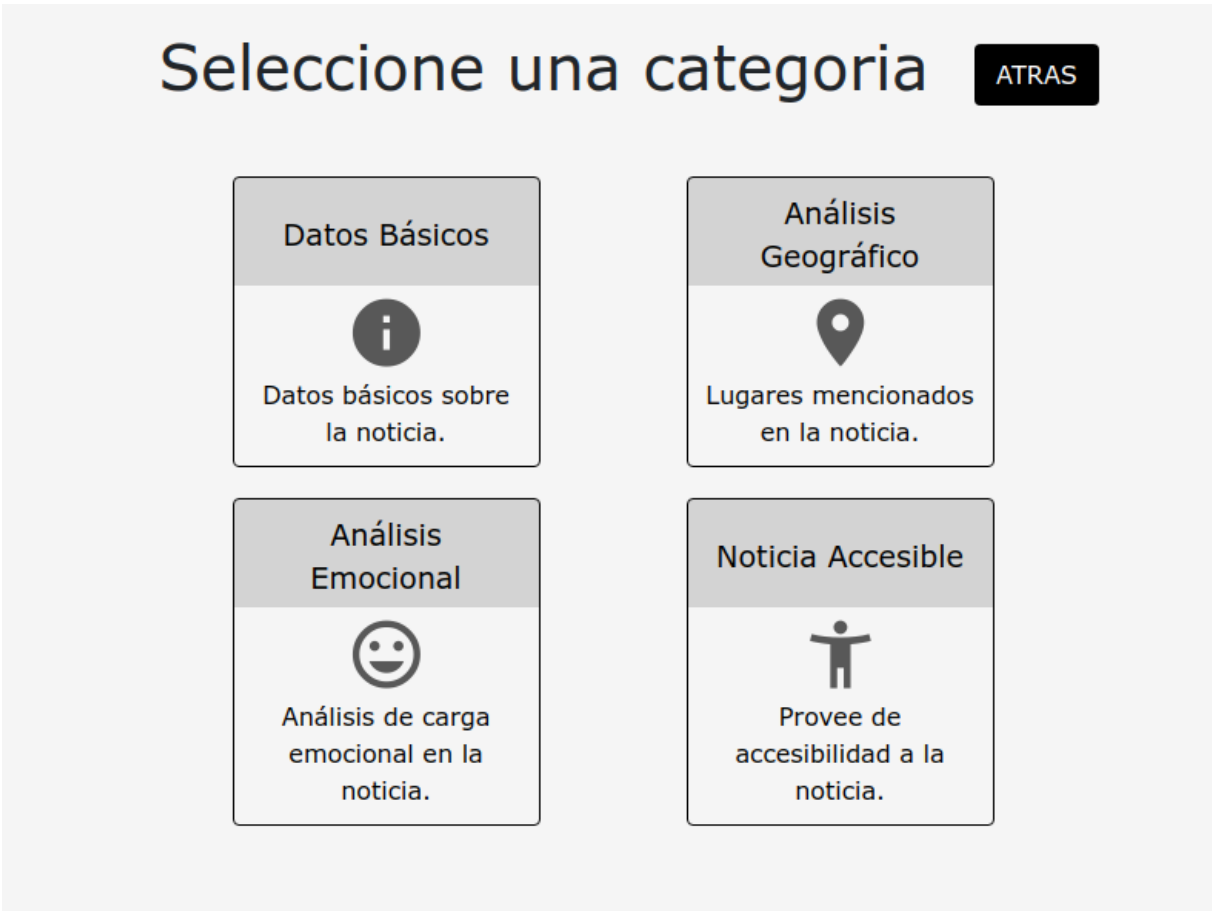 Seleccione una categoria
ATRAS
Datos Básicos
Datos básicos sobre
la noticia.
Análisis
Geográfico
Lugares mencionados
en la noticia.
Análisis
Emocional
Análisis de carga
emocional en la
noticia.
Noticia Accesible
Provee de
accesibilidad a la
noticia.